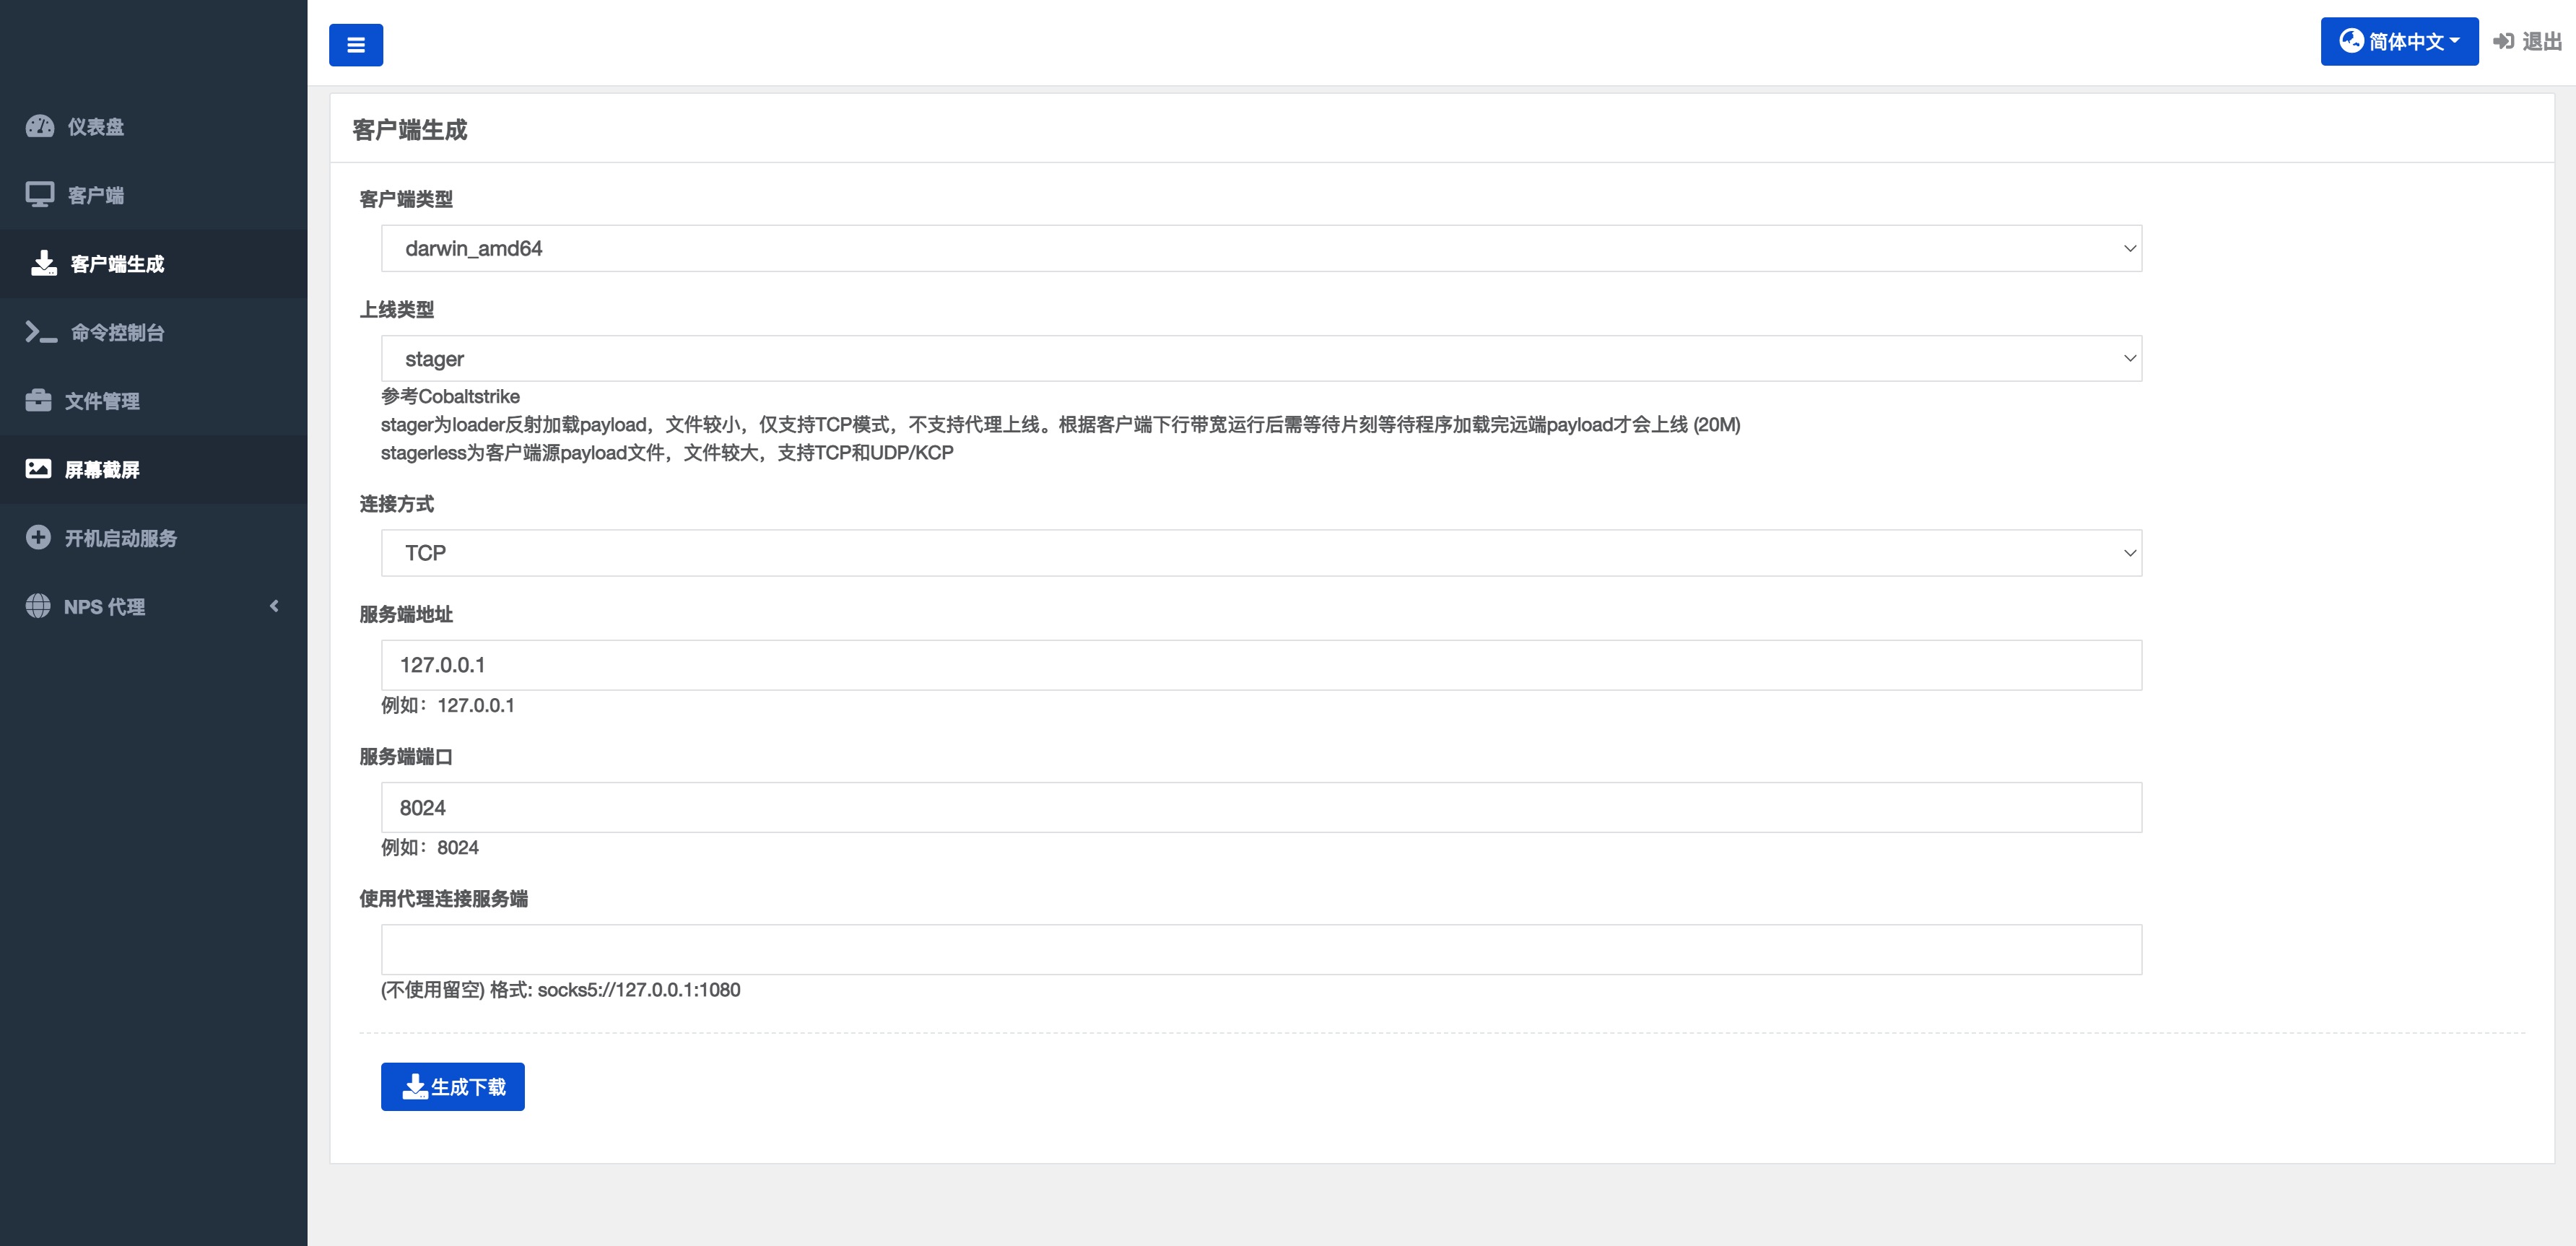 简体中文
退出
仪表盘
客户端
客户端生成
命令控制台
文件管理
屏幕截屏
开机启动服务
NPS 代理
客户端生成
客户端类型
darwin_amd64
上线类型
stager
参考Cobaltstrike
stager为loader反射加载payload，文件较小，仅支持TCP模式，不支持代理上线。根据客户端下行带宽运行后需等待片刻等待程序加载完远端payload才会上线 (20M)
stagerless为客户端源payload文件，文件较大，支持TCP和UDP/KCP
连接方式
TCP
服务端地址
127.0.0.1
例如：127.0.0.1
服务端端口
8024
例如：8024
使用代理连接服务端
(不使用留空) 格式: socks5://127.0.0.1:1080
生成下载